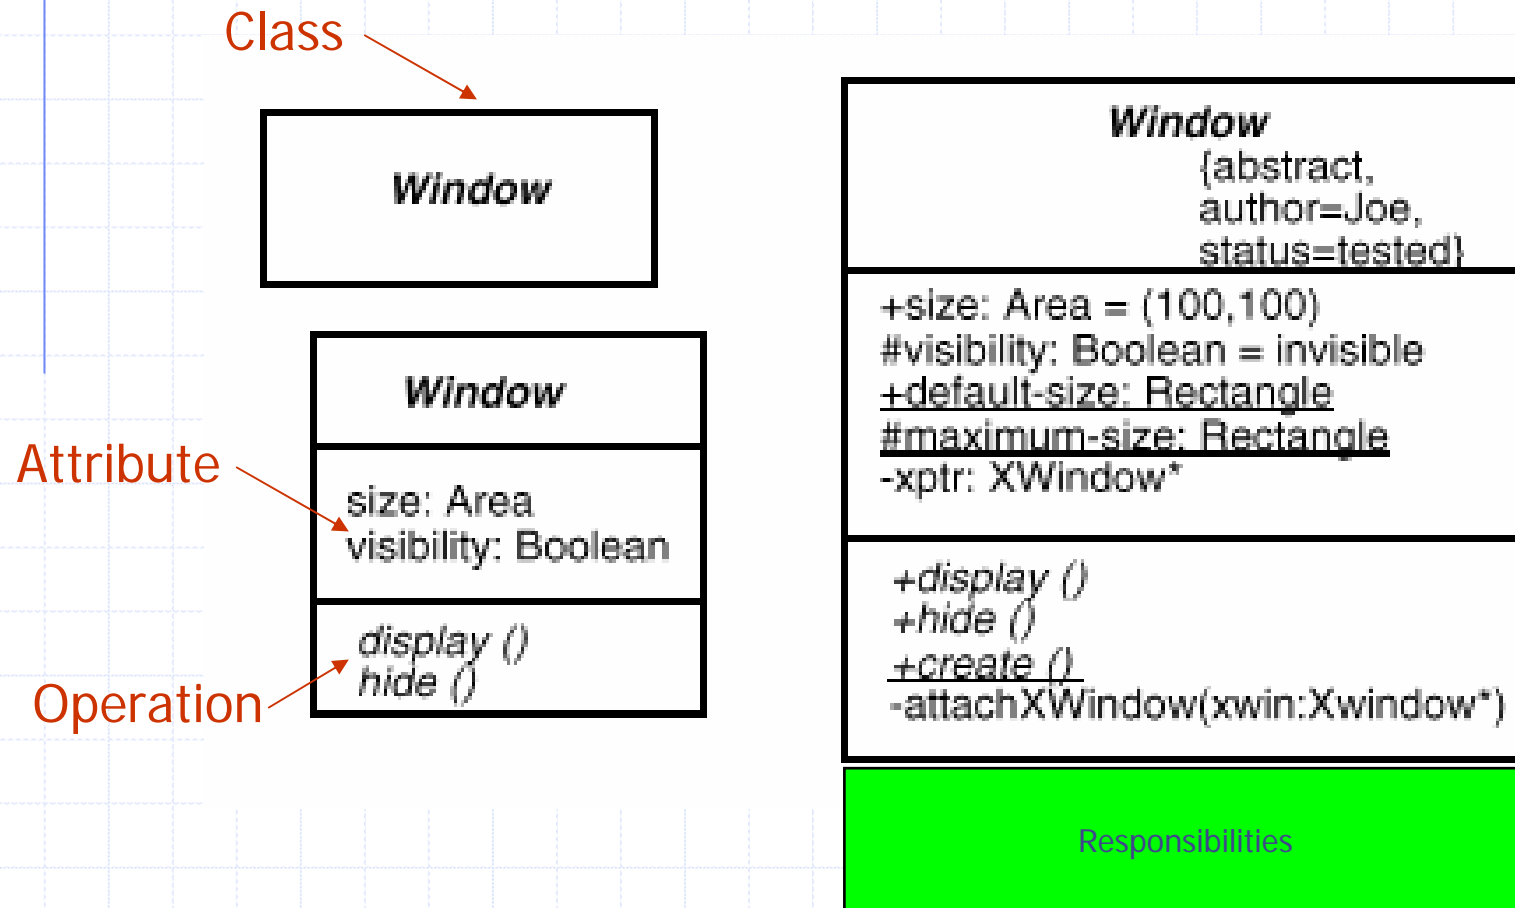 Class
Window
Window
Attribute
size: Area
visibility: Boolean
display ()
hide ()
Operation
Window
{abstract,
author=Joe,
status=tested}
+size: Area = (100,100)
#visibility: Boolean = invisible
+default-size: Rectangle
#maximum-size: Rectangle
-xptr: XWindow*
+display ()
+hide ()
+create ()
-attachXWindow(xwin:Xwindow*)
Responsibilities